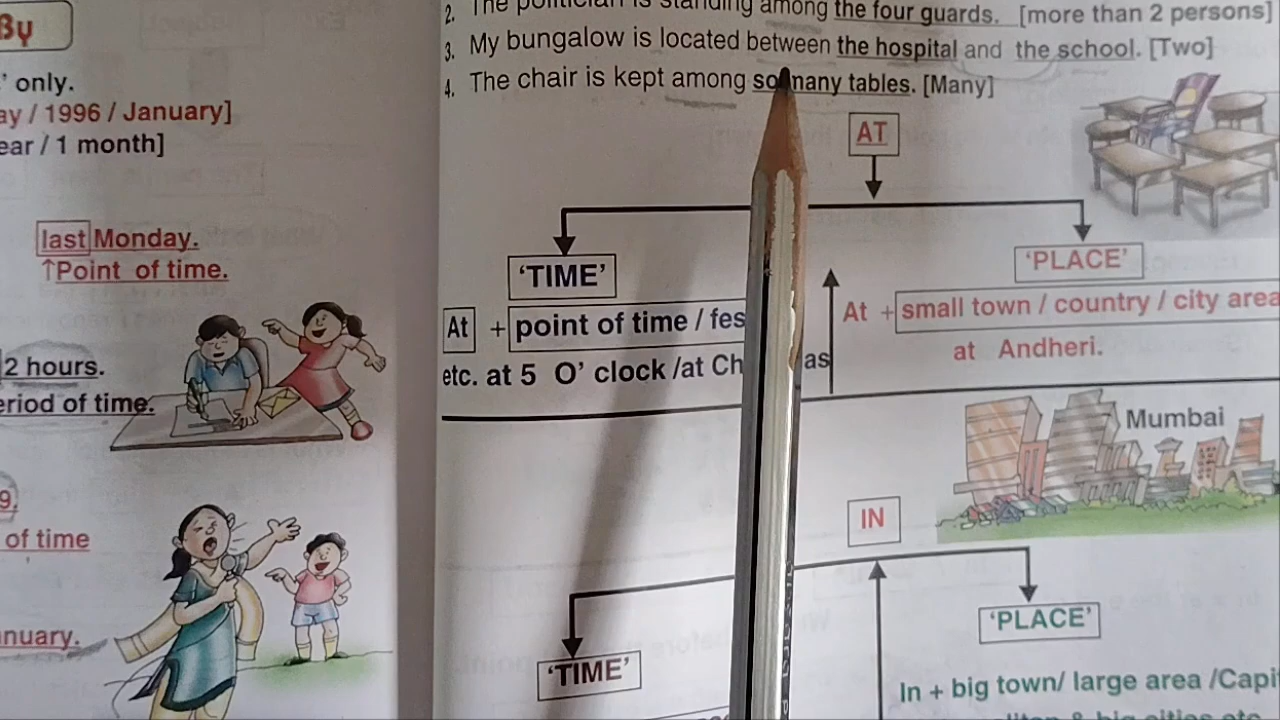 By
' only.
ay / 1996 / January]
ear / 1 month]
last Monday.
↑Point of time.
2 hours.
eriod of time.
9.
of time
nuary.
2. The politician is standing among the four guards. [more than 2 persons]
3. My bungalow is located between the hospital and the school. [Two]
4. The chair is kept among so many tables. [Many]
AT
'TIME'
'PLACE'
At + point of time / fes
etc. at 5 O' clock /at Ch as
At + small town / country / city area
at Andheri.
Mumbai
IN
'TIME'
'PLACE'
In + big town/ large area /Capi